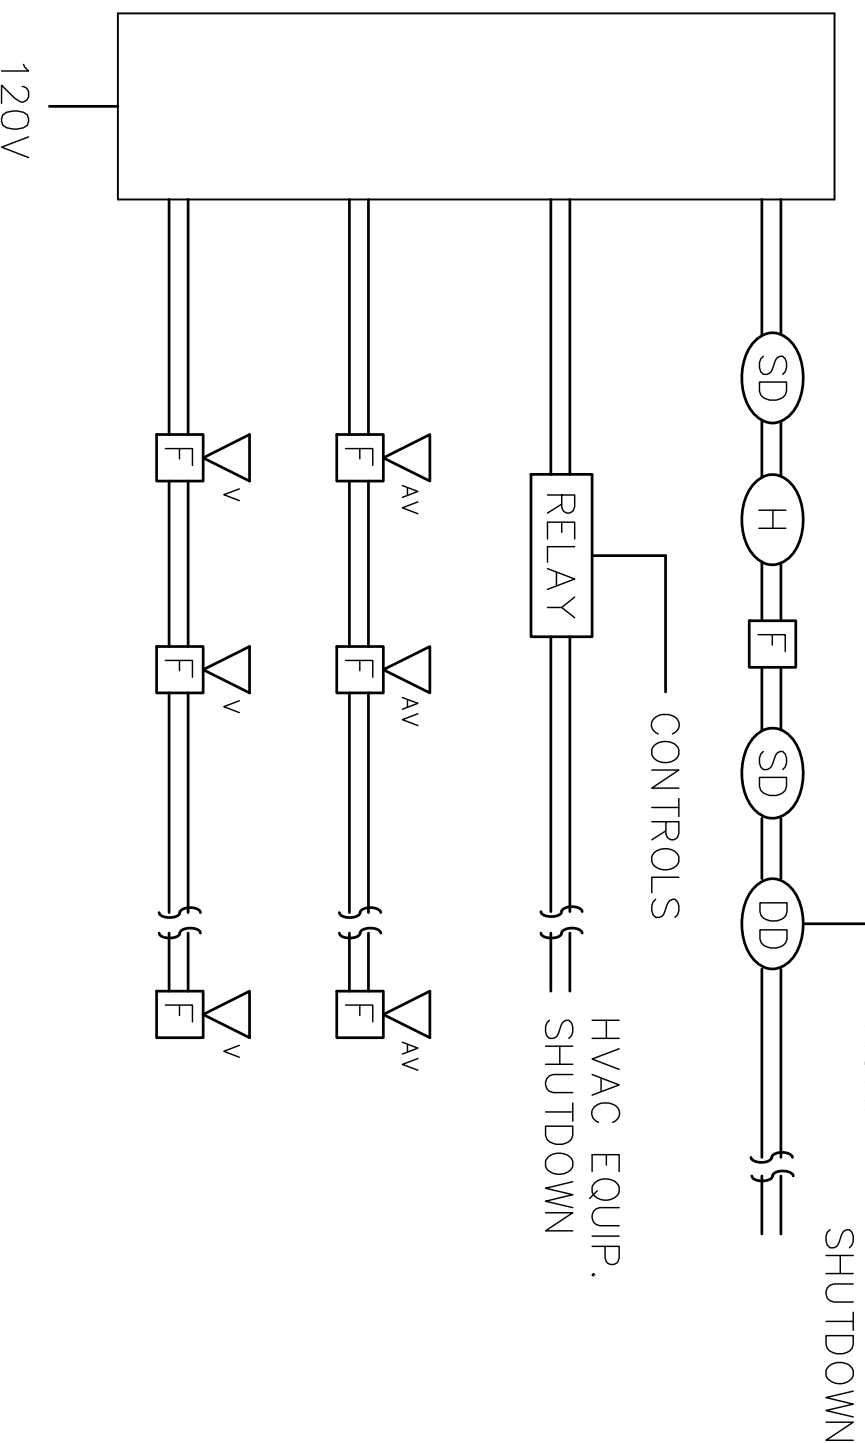 SHUTDOWN
SD H F SD DD
CONTROLS
HVAC EQUIP.
RELAY SHUTDOWN
AV AV AV
F F F
V V V
F F F
120V